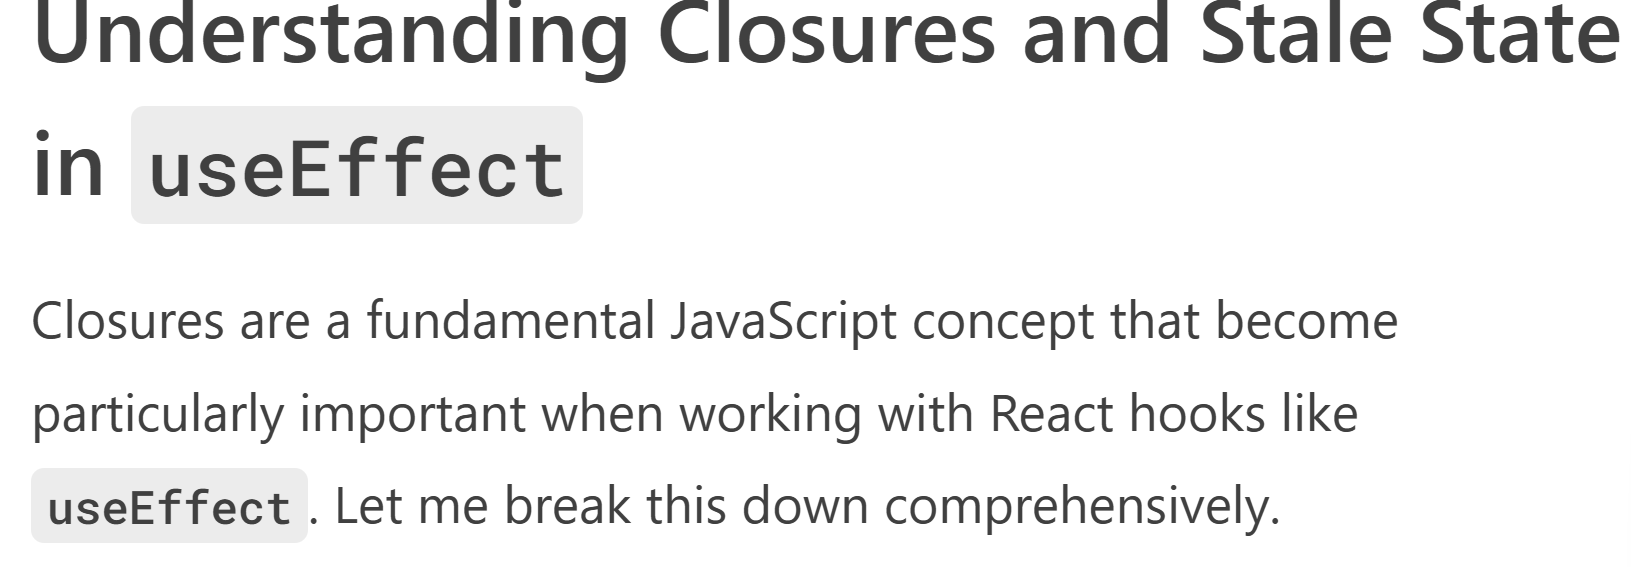 Understanding Closures and Stale State
in useEffect
Closures are a fundamental JavaScript concept that become
particularly important when working with React hooks like
useEffect. Let me break this down comprehensively.